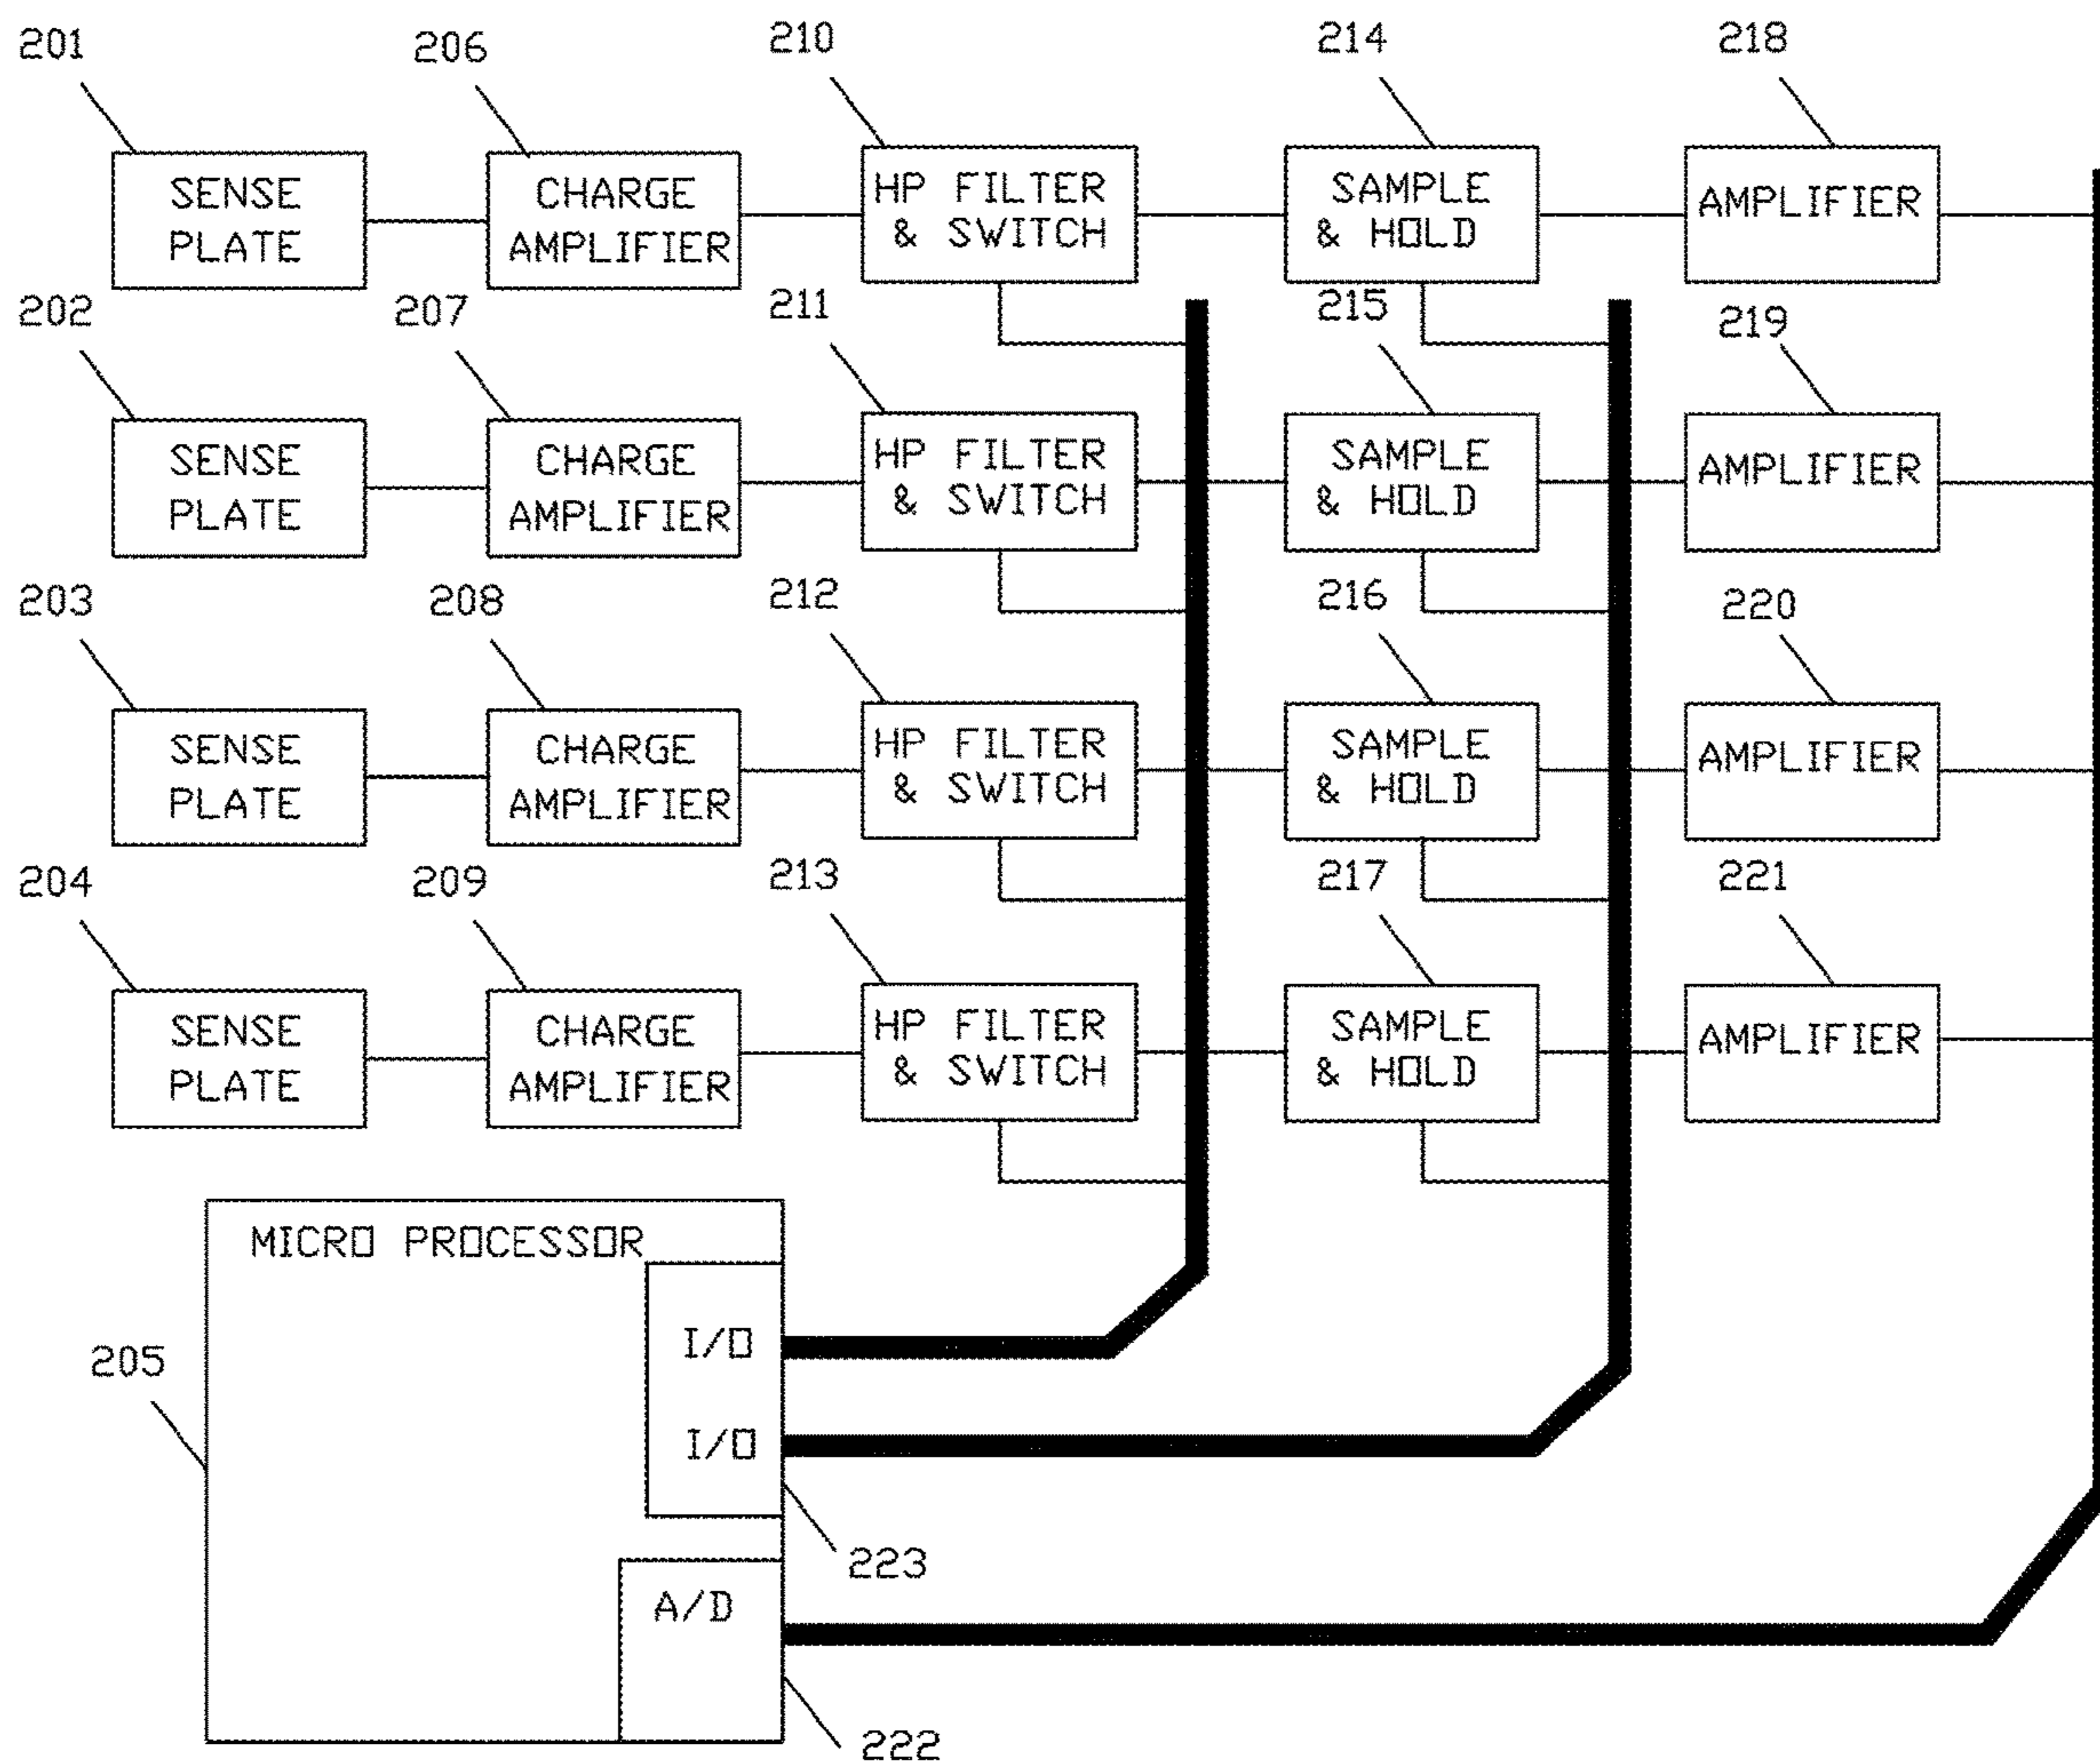 201
206
210
214
218
SENSE
PLATE
CHARGE
AMPLIFIER
HP FILTER
& SWITCH
SAMPLE
& HOLD
AMPLIFIER
202
207
211
215
219
SENSE
PLATE
CHARGE
AMPLIFIER
HP FILTER
& SWITCH
SAMPLE
& HOLD
AMPLIFIER
203
208
212
216
220
SENSE
PLATE
CHARGE
AMPLIFIER
HP FILTER
& SWITCH
SAMPLE
& HOLD
AMPLIFIER
204
209
213
217
221
SENSE
PLATE
CHARGE
AMPLIFIER
HP FILTER
& SWITCH
SAMPLE
& HOLD
AMPLIFIER
MICRO PROCESSOR
I/O
205
I/O
223
A/D
222